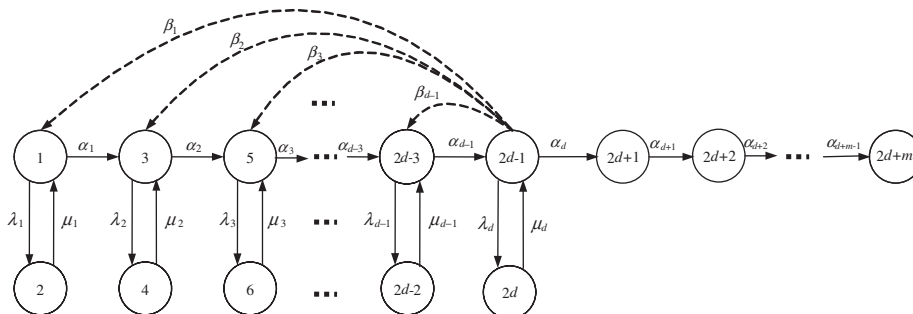 β1
β2
β3
...
βd−1
1 α1 3 α2 5 α3 ... αd−3 2d-3 αd−1 2d-1 αd 2d+1 αd+1 2d+2 αd+2 ... αd+m-1 2d+m
λ1 μ1 λ2 μ2 λ3 μ3 ... λd−1 μd−1 λd μd
2 4 6 ... 2d-2 2d